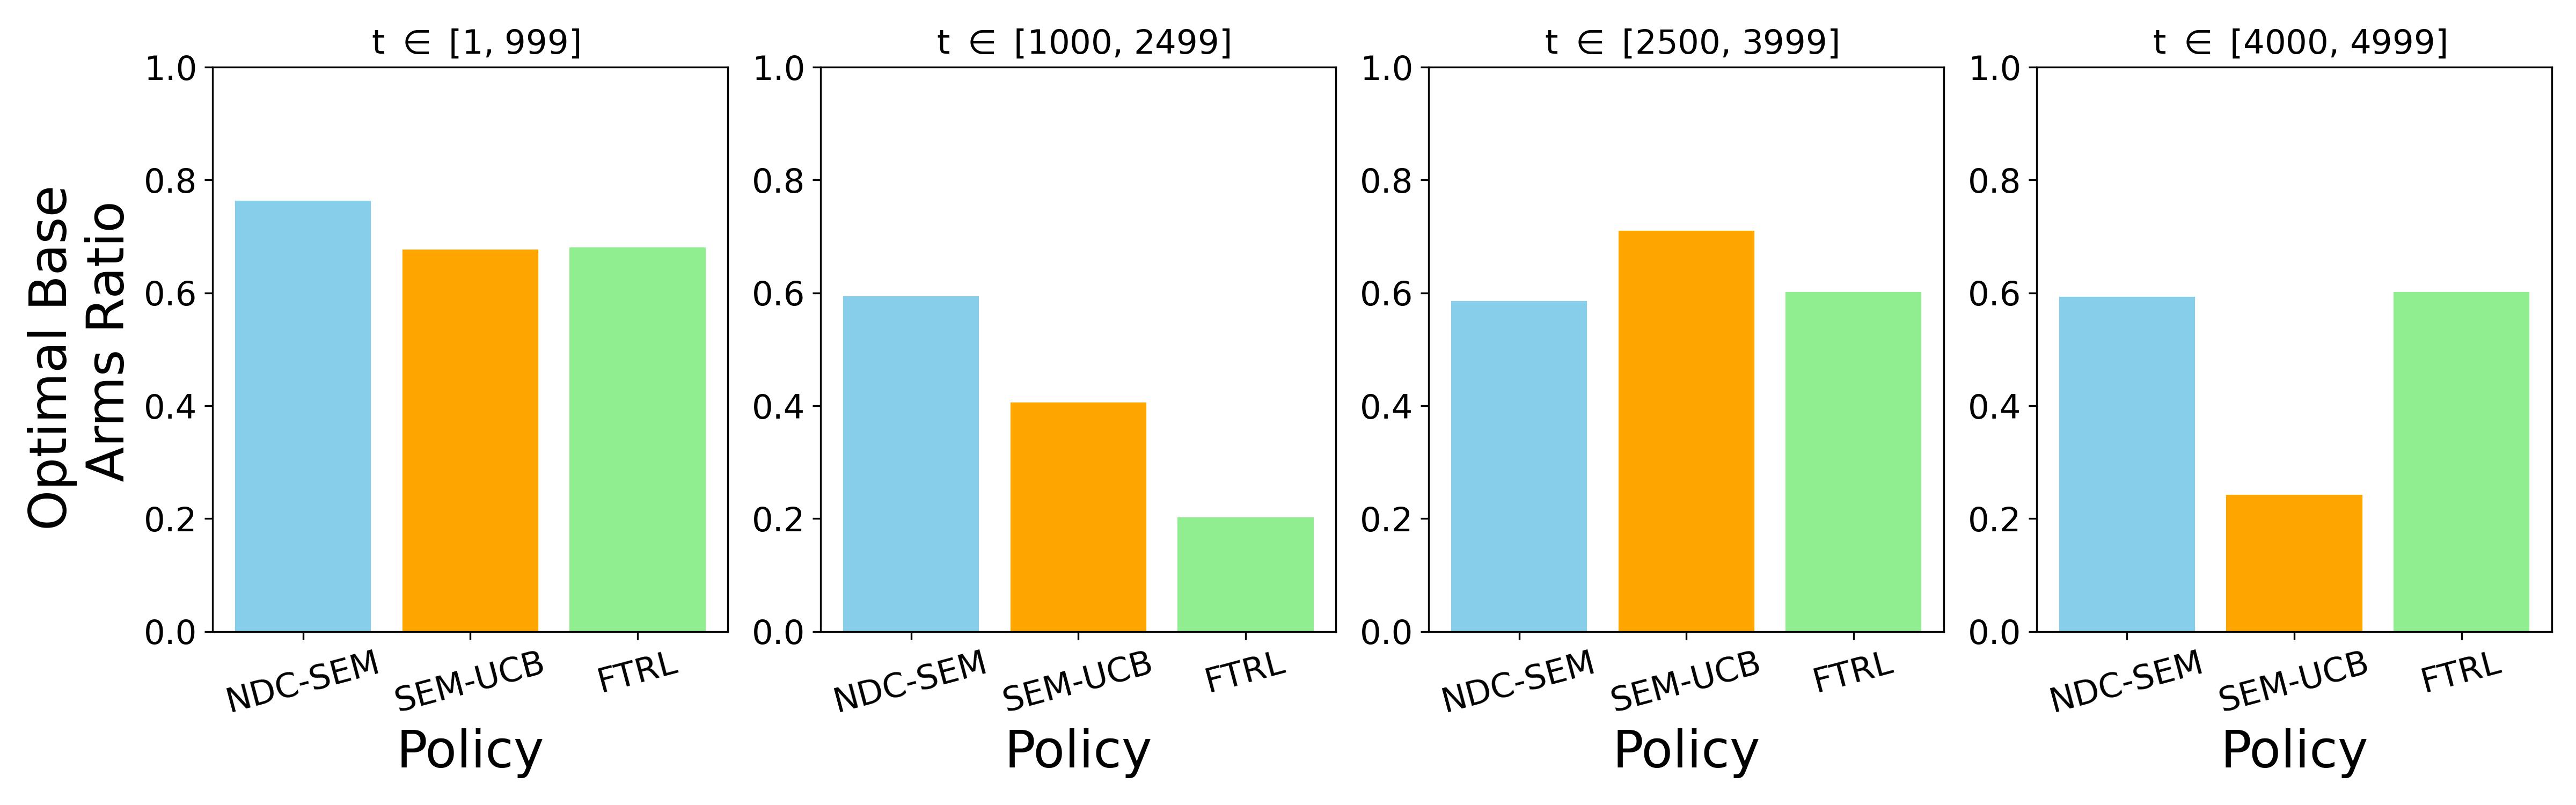 Optimal Base
Arms Ratio
t ∈ [1, 999]
1.0
0.8
0.6
0.4
0.2
0.0
NDC-SEM
SEM-UCB
FTRL
Policy
t ∈ [1000, 2499]
1.0
0.8
0.6
0.4
0.2
0.0
NDC-SEM
SEM-UCB
FTRL
Policy
t ∈ [2500, 3999]
1.0
0.8
0.6
0.4
0.2
0.0
NDC-SEM
SEM-UCB
FTRL
Policy
t ∈ [4000, 4999]
1.0
0.8
0.6
0.4
0.2
0.0
NDC-SEM
SEM-UCB
FTRL
Policy